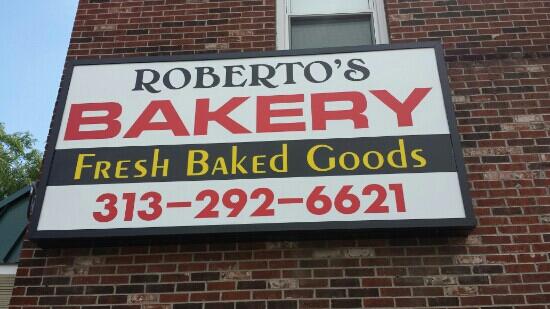 ROBERTO'S
BAKERY
FRESH BAKED GOODS
313-292-6621